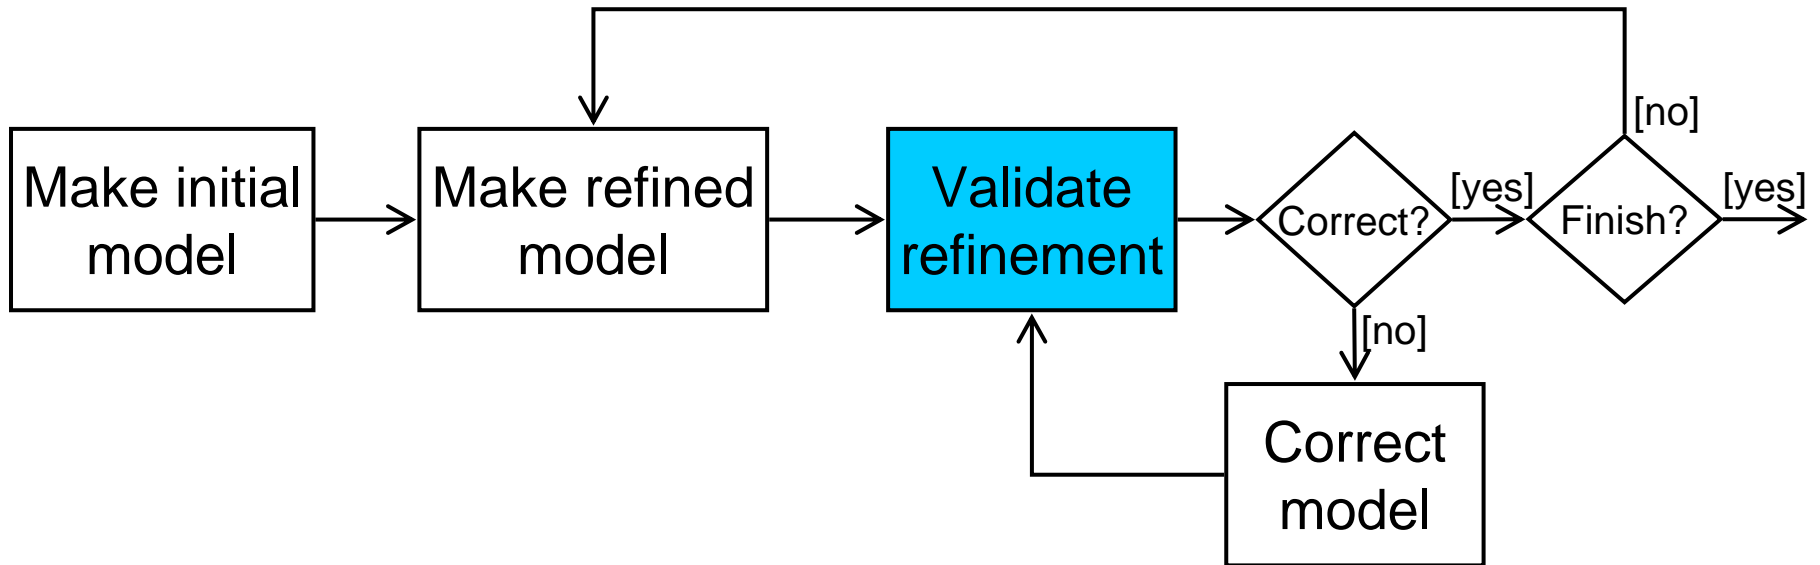 Make initial
model
Make refined
model
Validate
refinement
Correct?
[yes]
Finish?
[no]
[yes]
[no]
Correct
model